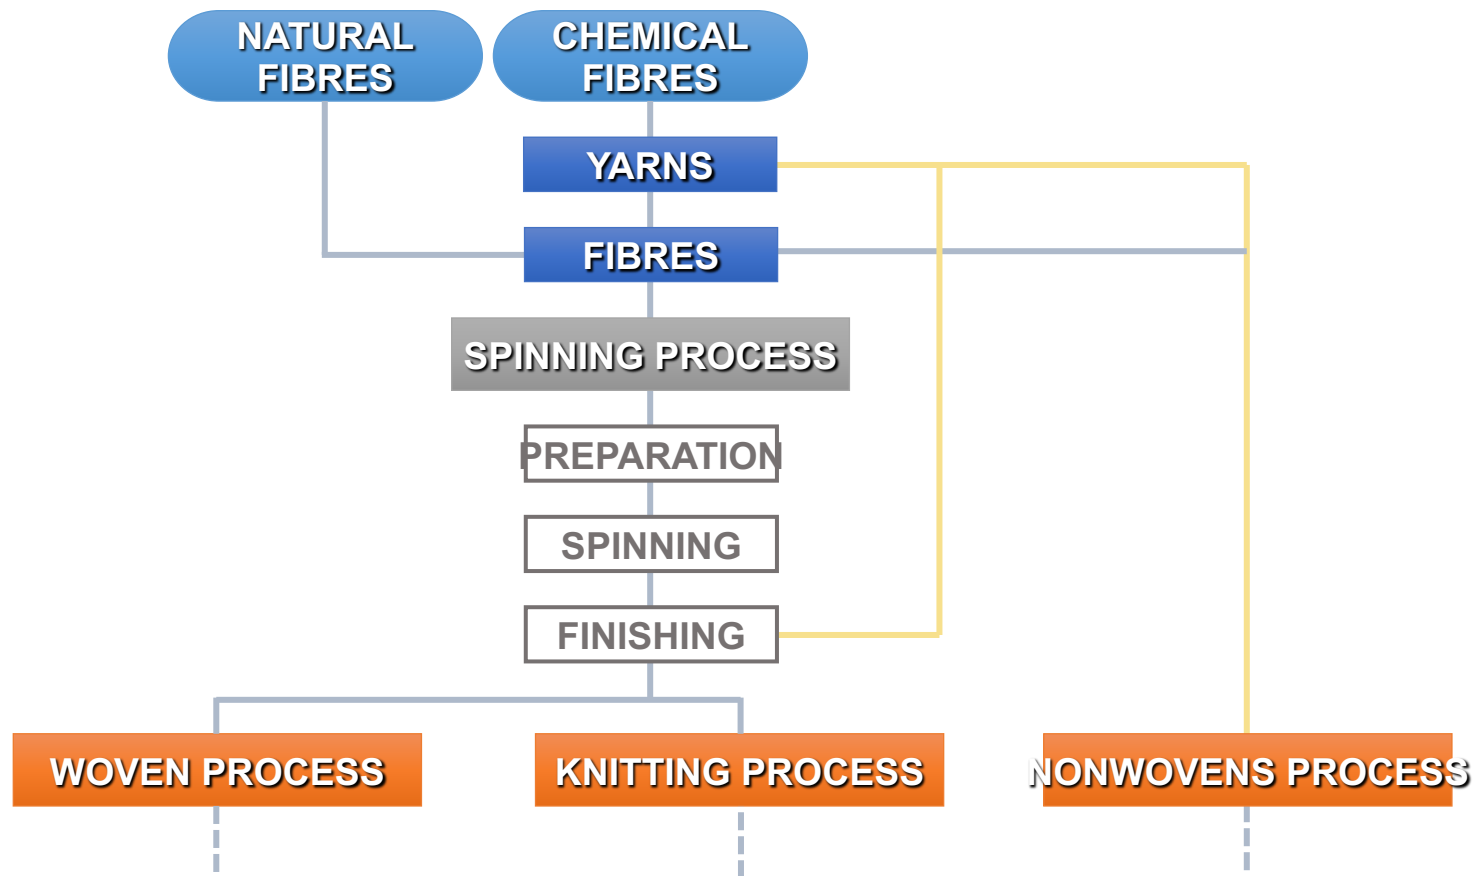 NATURAL
FIBRES
CHEMICAL
FIBRES
YARNS
FIBRES
SPINNING PROCESS
PREPARATION
SPINNING
FINISHING
WOVEN PROCESS
KNITTING PROCESS
NONWOVENS PROCESS